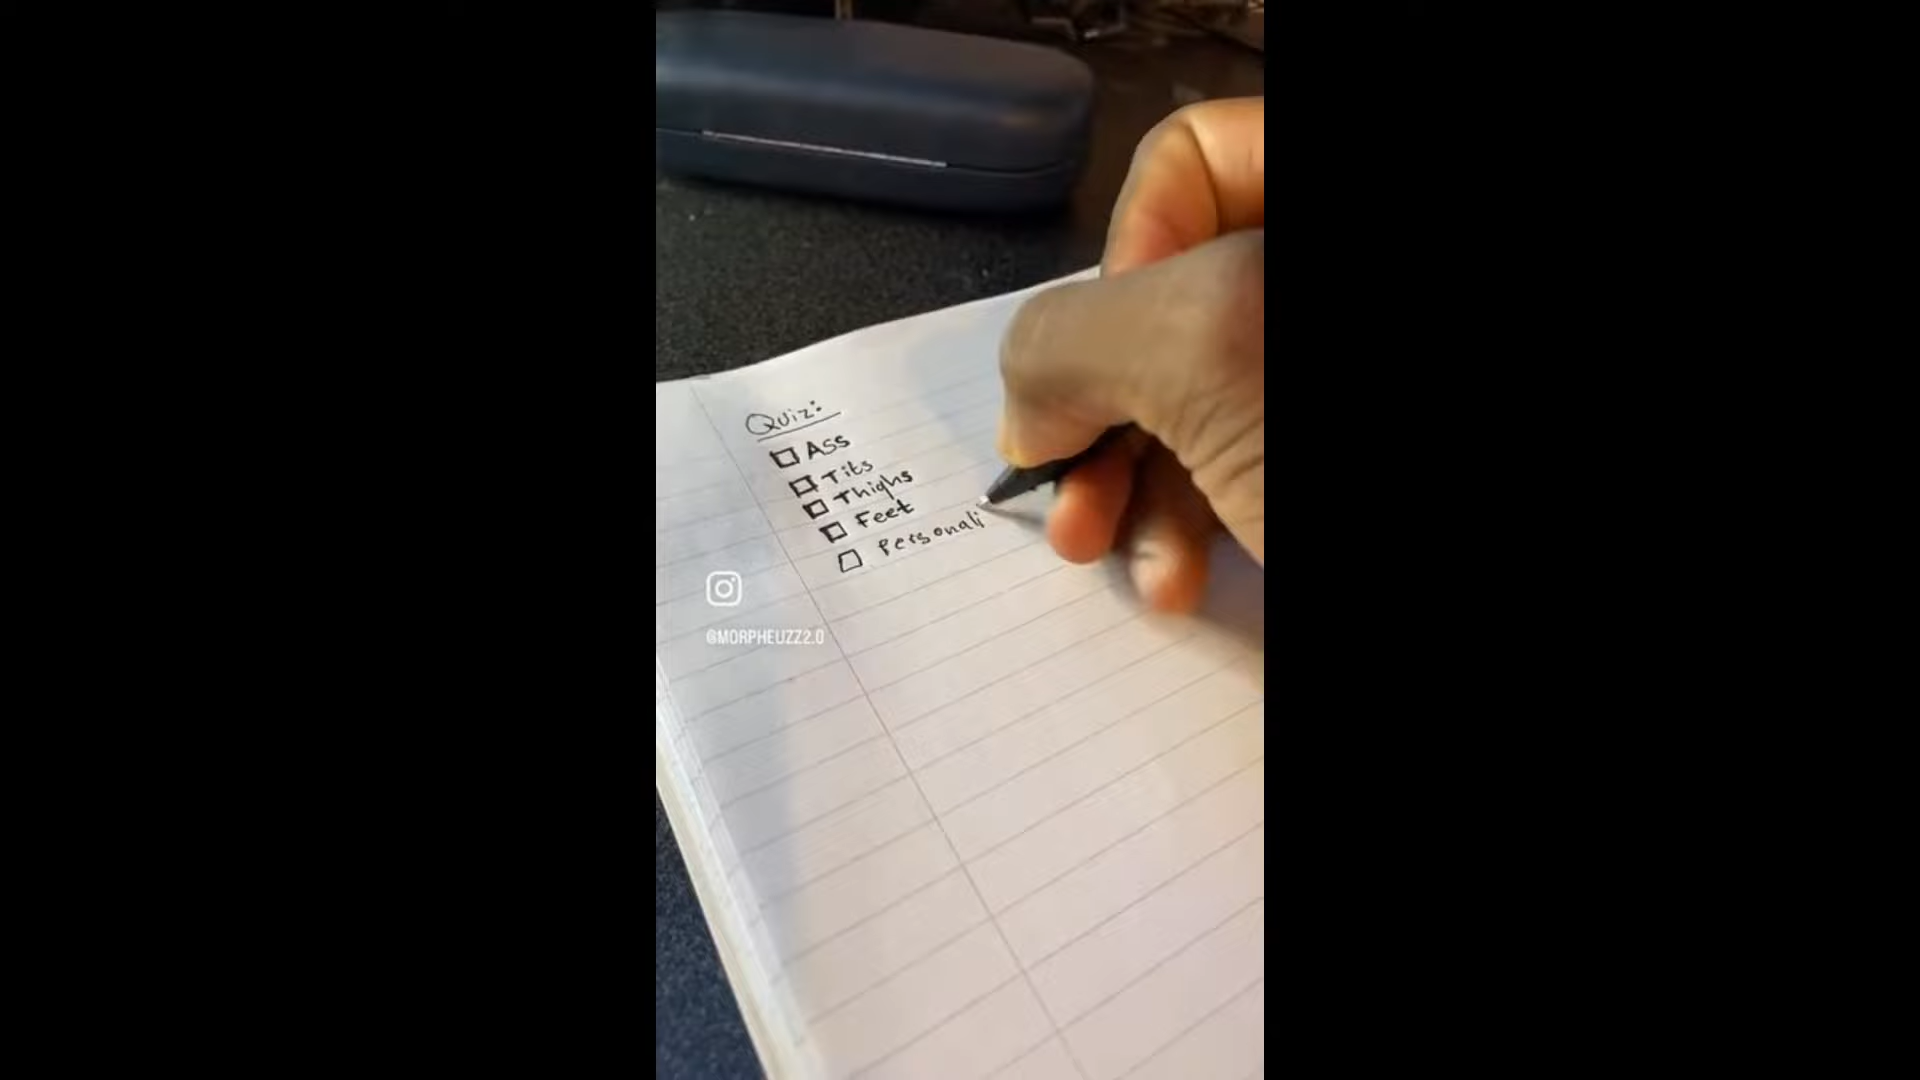 Quiz:
Ass
Tits
Thighs
Feet
Personali
@MORPHEUZZ2.0